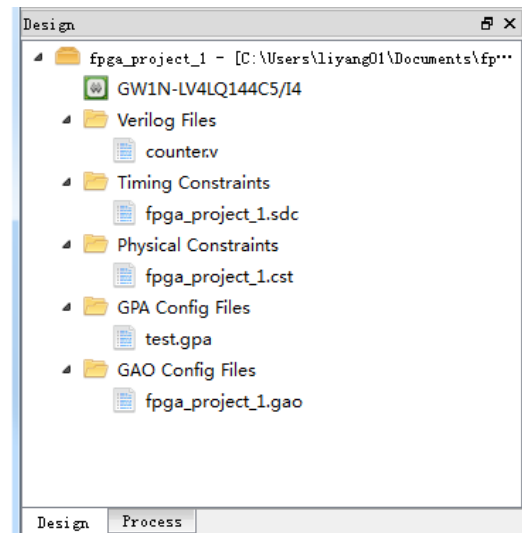 Design
fpga_project_1 - [C:\Users\liyang01\Documents\fp...
GW1N-LV4LQ144C5/I4
Verilog Files
counter.v
Timing Constraints
fpga_project_1.sdc
Physical Constraints
fpga_project_1.cst
GPA Config Files
test.gpa
GAO Config Files
fpga_project_1.gao
Design Process